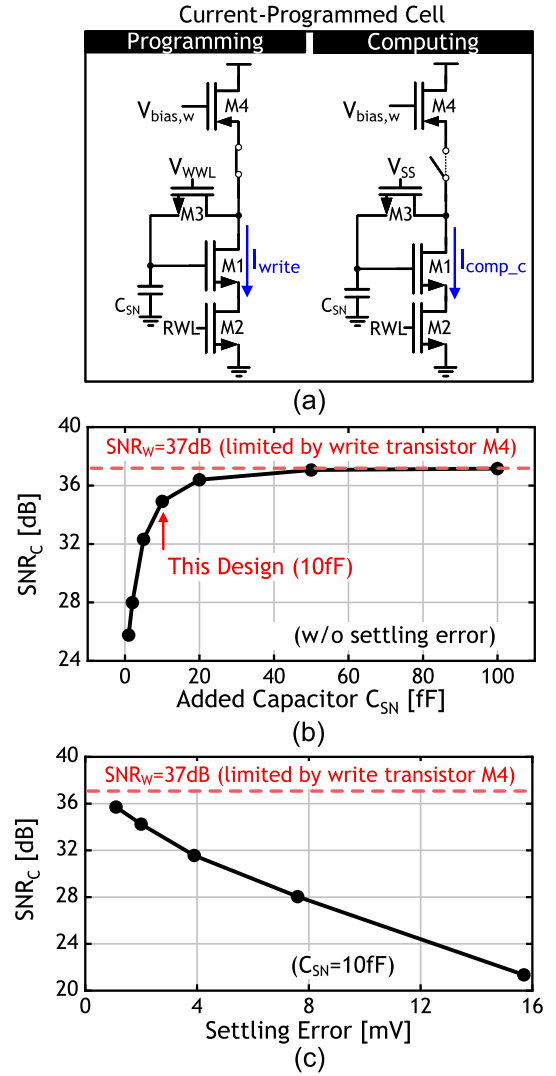 Current-Programmed Cell
Programming
Computing
V_bias,w
M4
V_WWL
M3
M1
I_write
C_SN
RWL
M2
V_bias,w
M4
V_SS
M3
M1
I_comp_c
C_SN
RWL
M2
(a)
40
36
32
28
24
SNR_C [dB]
SNR_W=37dB (limited by write transistor M4)
This Design (10fF)
(w/o settling error)
0 20 40 60 80 100
Added Capacitor C_SN [fF]
(b)
40
36
32
28
24
20
SNR_C [dB]
SNR_W=37dB (limited by write transistor M4)
(C_SN=10fF)
0 4 8 12 16
Settling Error [mV]
(c)